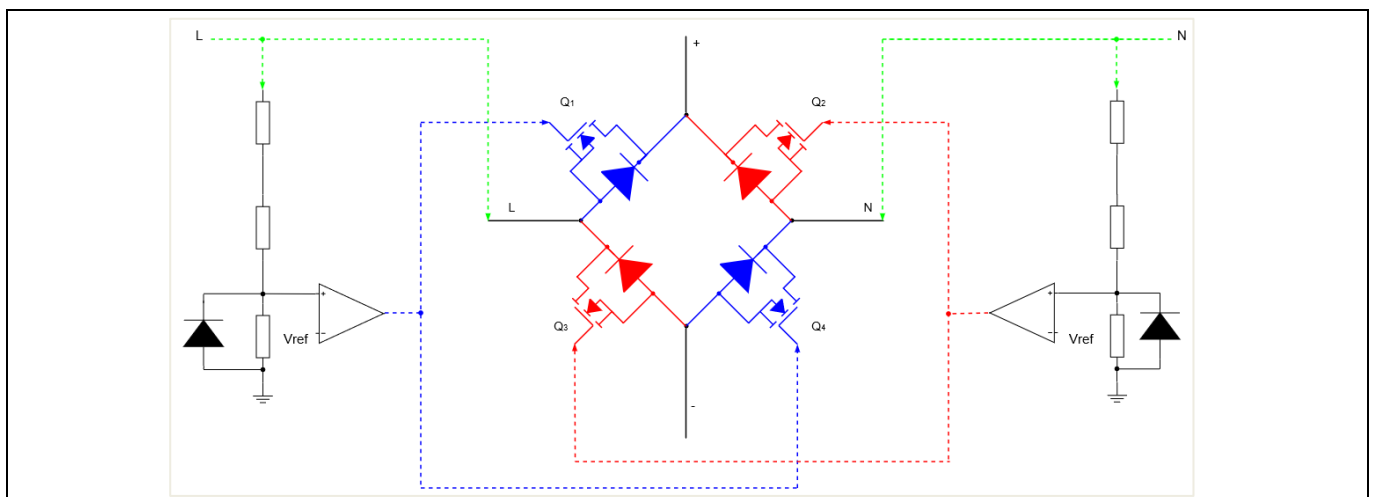 L
N
+
Q1
Q2
L
N
+
--
Vref
Q3
Q4
+
--
Vref
-